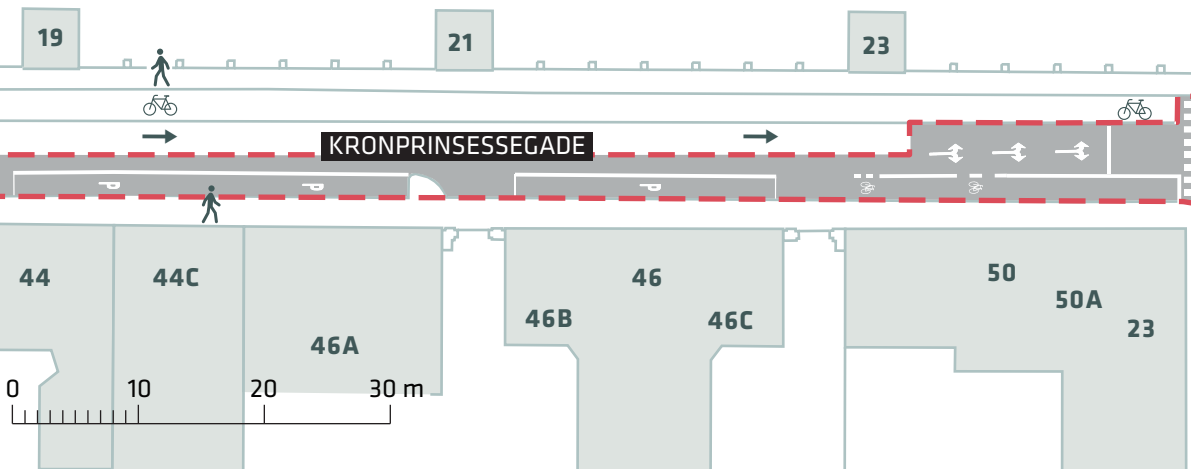 19
21
23
KRONPRINSESSEGADE
P P P
44
44C
46A
46B
46
46C
50
50A
23
0 10 20 30 m